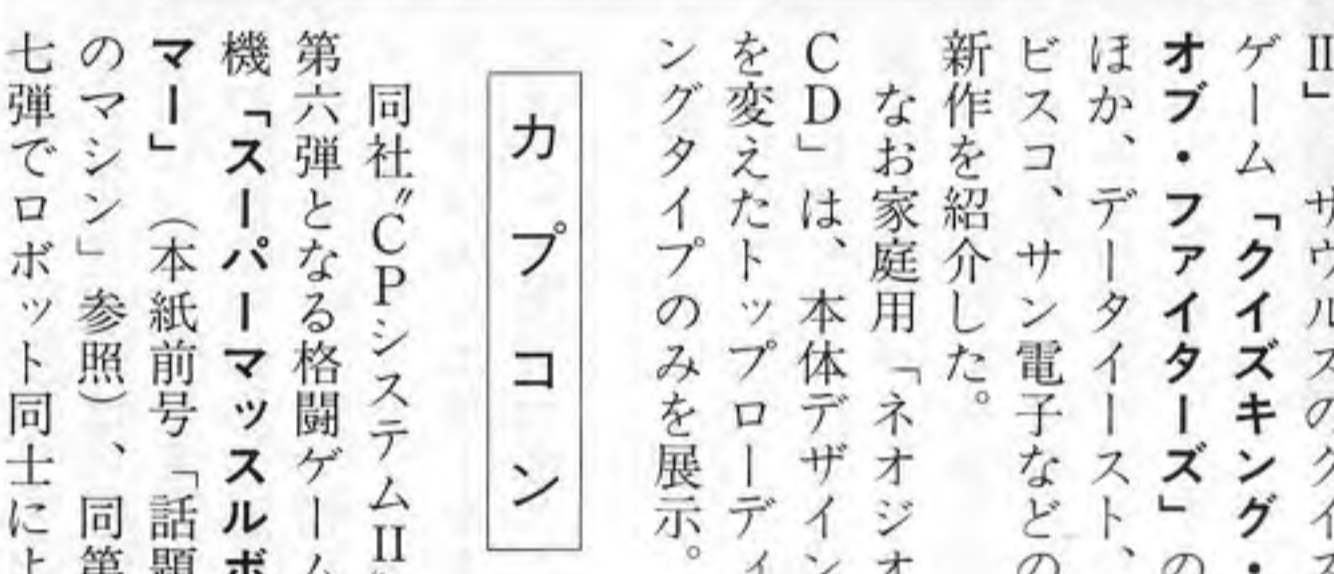 II」　サウルスのクイズ
ゲーム「クイズキング・
オブ・ファイターズ」の
ほか、データイースト、
ビスコ、サン電子などの
新作を紹介した。
なお家庭用「ネオジオ
CD」は、本体デザイン
を変えたトップローディ
ングタイプのみを展示。
カプコン
同社〝CPシステムII〟
第六弾となる格闘ゲーム
機「スーパーマッスルボ
マー」（本紙前号「話題
のマシン」参照）、同第
七弾でロボット同士によ